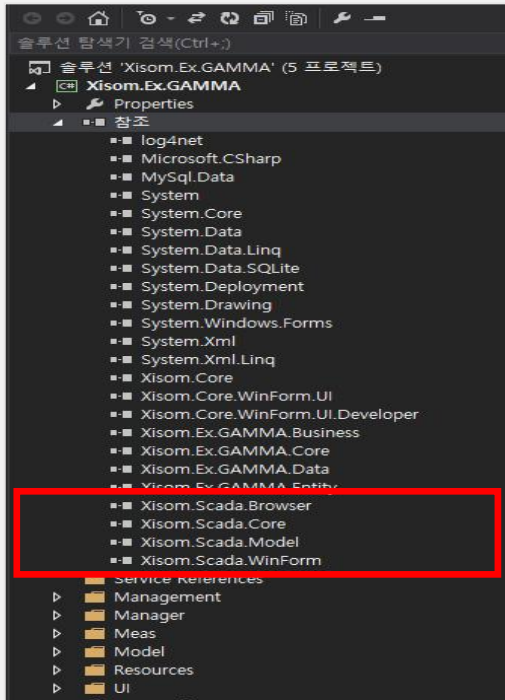 솔루션 탐색기 검색(Ctrl+;)
솔루션 'Xisom.Ex.GAMMA' (5 프로젝트)
C# Xisom.Ex.GAMMA
Properties
참조
log4net
Microsoft.CSharp
MySql.Data
System
System.Core
System.Data
System.Data.Linq
System.Data.SQLite
System.Deployment
System.Drawing
System.Windows.Forms
System.Xml
System.Xml.Linq
Xisom.Core
Xisom.Core.WinForm.UI
Xisom.Core.WinForm.UI.Developer
Xisom.Ex.GAMMA.Business
Xisom.Ex.GAMMA.Core
Xisom.Ex.GAMMA.Data
Xisom.Ex.GAMMA.Entity
Xisom.Scada.Browser
Xisom.Scada.Core
Xisom.Scada.Model
Xisom.Scada.WinForm
Service References
Management
Manager
Meas
Model
Resources
UI